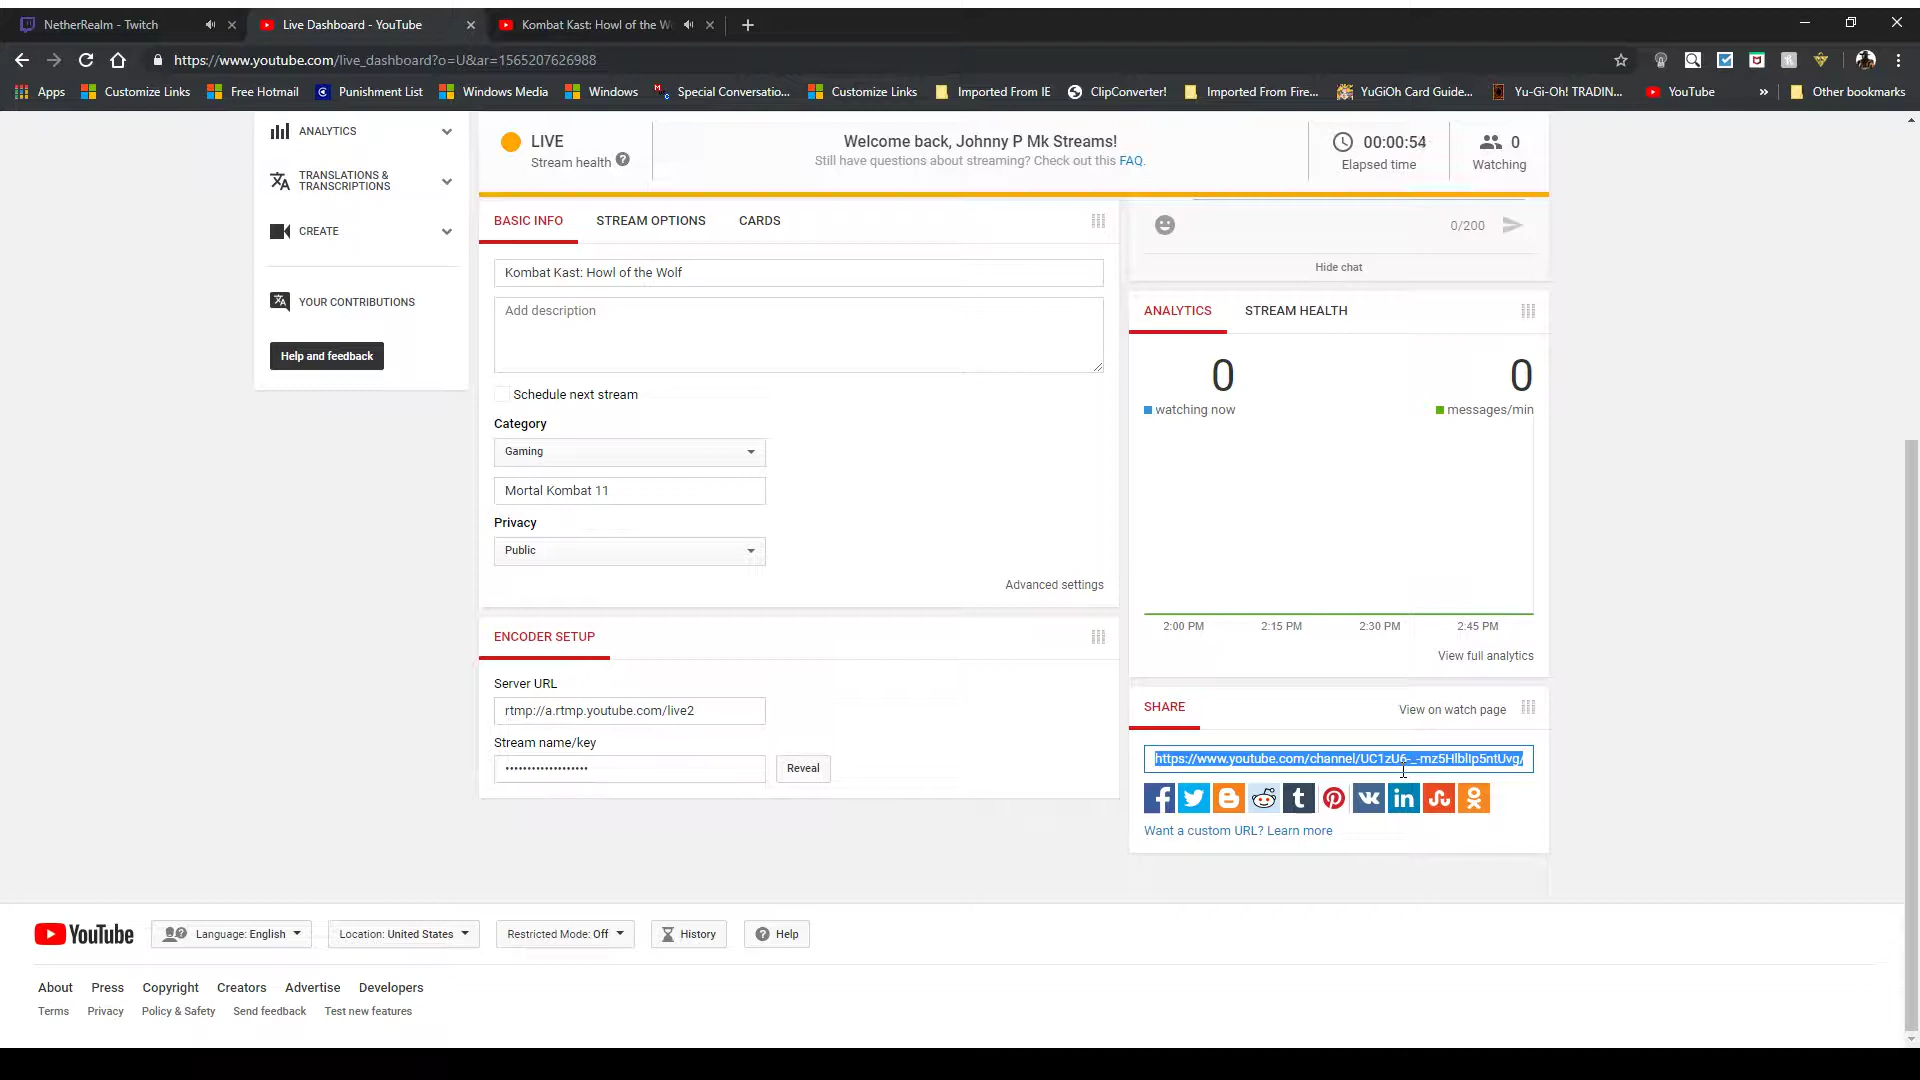 NetherRealm - Twitch
Live Dashboard - YouTube
Kombat Kast: Howl of the W
https://www.youtube.com/live_dashboard?o=U&ar=1565207626988
Apps
Customize Links
Free Hotmail
Punishment List
Windows Media
Windows
Special Conversatio...
Customize Links
Imported From IE
ClipConverter!
Imported From Fire...
YuGiOh Card Guide...
Yu-Gi-Oh! TRADIN...
YouTube
»
Other bookmarks
ANALYTICS
TRANSLATIONS &
TRANSCRIPTIONS
CREATE
YOUR CONTRIBUTIONS
Help and feedback
LIVE
Stream health ?
Welcome back, Johnny P Mk Streams!
Still have questions about streaming? Check out this FAQ.
00:00:54
Elapsed time
0
Watching
BASIC INFO
STREAM OPTIONS
CARDS
Kombat Kast: Howl of the Wolf
Add description
Schedule next stream
Category
Gaming
Mortal Kombat 11
Privacy
Public
Advanced settings
ENCODER SETUP
Server URL
rtmp://a.rtmp.youtube.com/live2
Stream name/key
•••••••••••••••••••
Reveal
0/200
Hide chat
ANALYTICS
STREAM HEALTH
0
watching now
0
messages/min
2:00 PM 2:15 PM 2:30 PM 2:45 PM
View full analytics
SHARE
View on watch page
https://www.youtube.com/channel/UC1zU6-_-mz5HlblIp5ntUvg/
Want a custom URL? Learn more
YouTube
Language: English
Location: United States
Restricted Mode: Off
History
Help
About Press Copyright Creators Advertise Developers
Terms Privacy Policy & Safety Send feedback Test new features